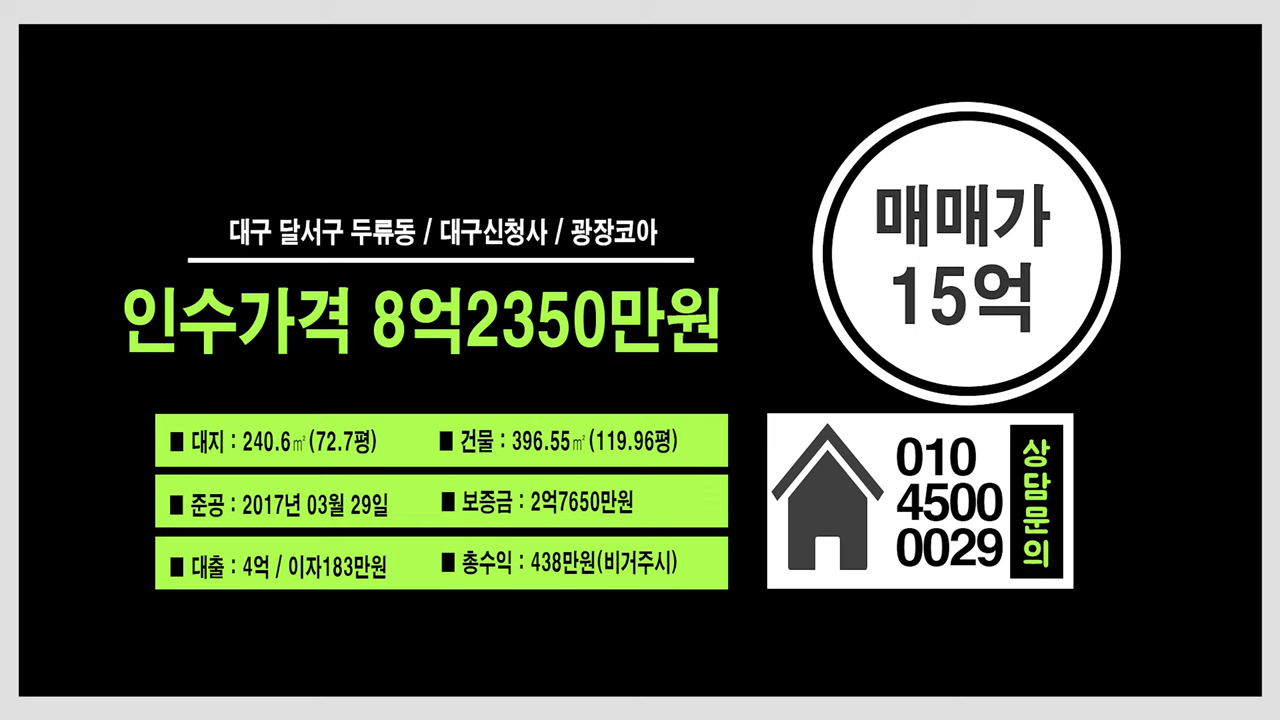 대구 달서구 두류동 / 대구신청사 / 광장코아
인수가격 8억2350만원
매매가
15억
■ 대지 : 240.6㎡(72.7평)
■ 건물 : 396.55㎡(119.96평)
■ 준공 : 2017년 03월 29일
■ 보증금 : 2억7650만원
■ 대출 : 4억 / 이자183만원
■ 총수익 : 438만원(비거주시)
010
4500
0029
상담문의